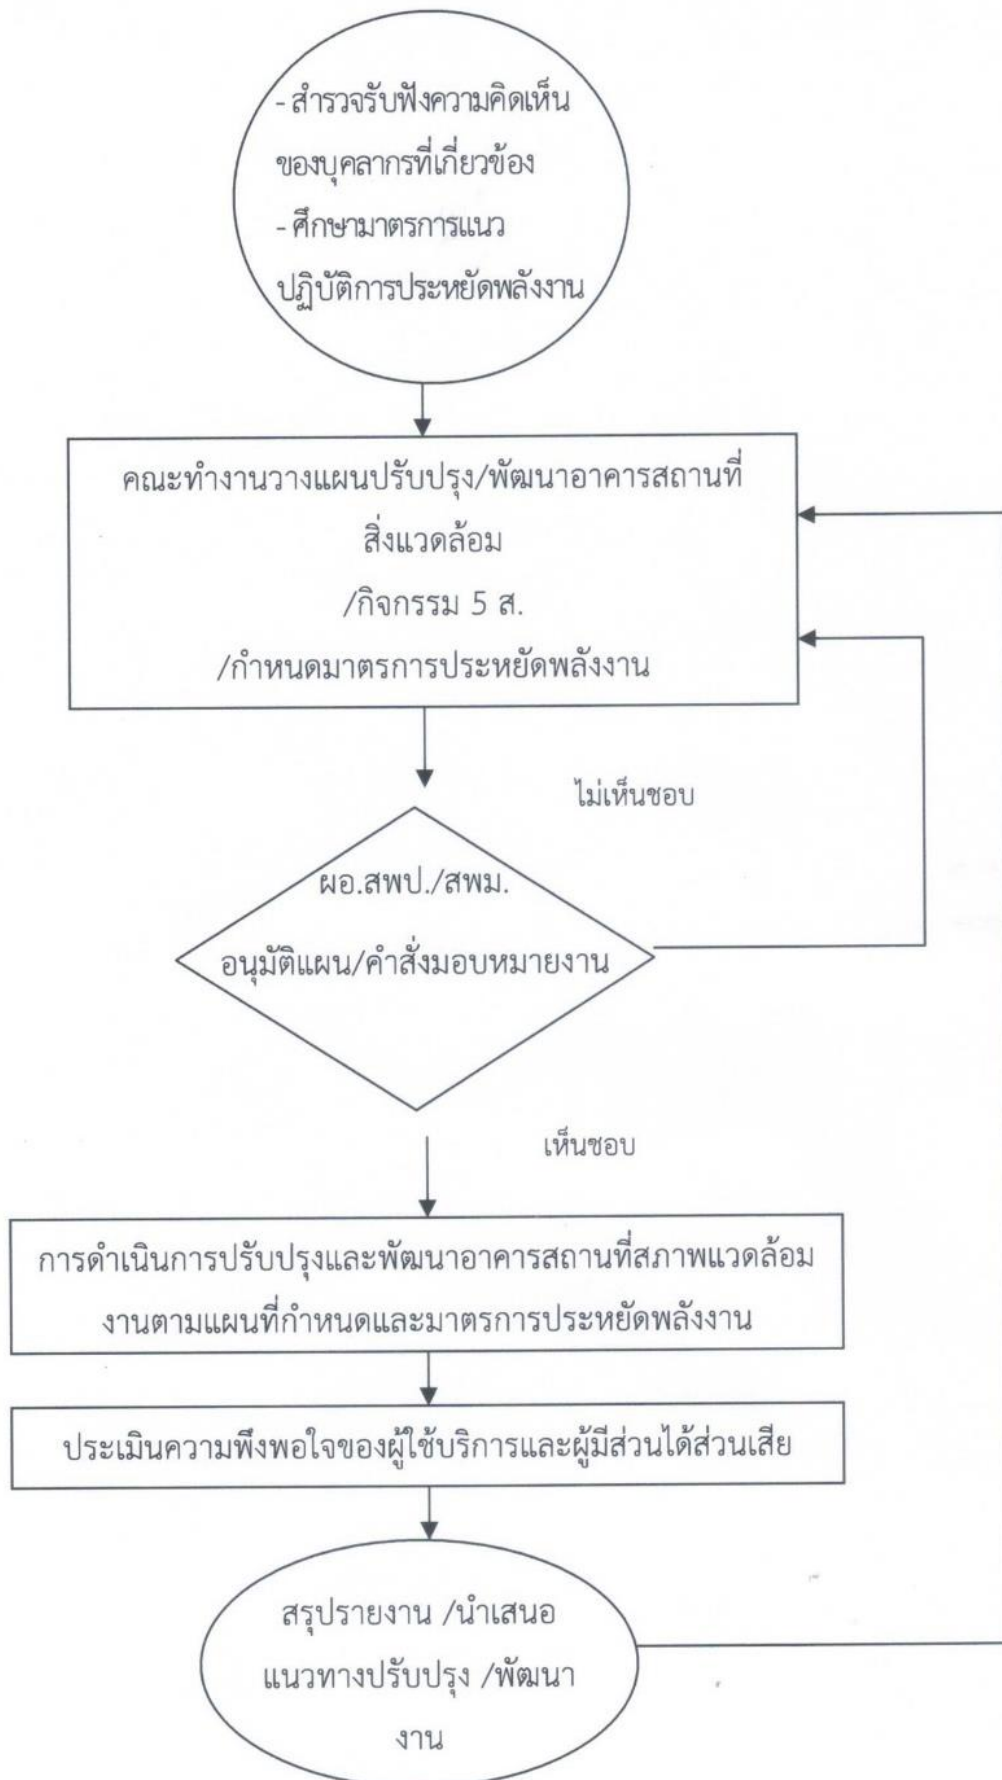 - สำรวจรับฟังความคิดเห็น
ของบุคลากรที่เกี่ยวข้อง
- ศึกษามาตรการแนว
ปฏิบัติการประหยัดพลังงาน
คณะทำงานวางแผนปรับปรุง/พัฒนาอาคารสถานที่
สิ่งแวดล้อม
/กิจกรรม 5 ส.
/กำหนดมาตรการประหยัดพลังงาน
ไม่เห็นชอบ
ผอ.สพป./สพม.
อนุมัติแผน/คำสั่งมอบหมายงาน
เห็นชอบ
การดำเนินการปรับปรุงและพัฒนาอาคารสถานที่สภาพแวดล้อม
งานตามแผนที่กำหนดและมาตรการประหยัดพลังงาน
ประเมินความพึงพอใจของผู้ใช้บริการและผู้มีส่วนได้ส่วนเสีย
สรุปรายงาน /นำเสนอ
แนวทางปรับปรุง /พัฒนา
งาน